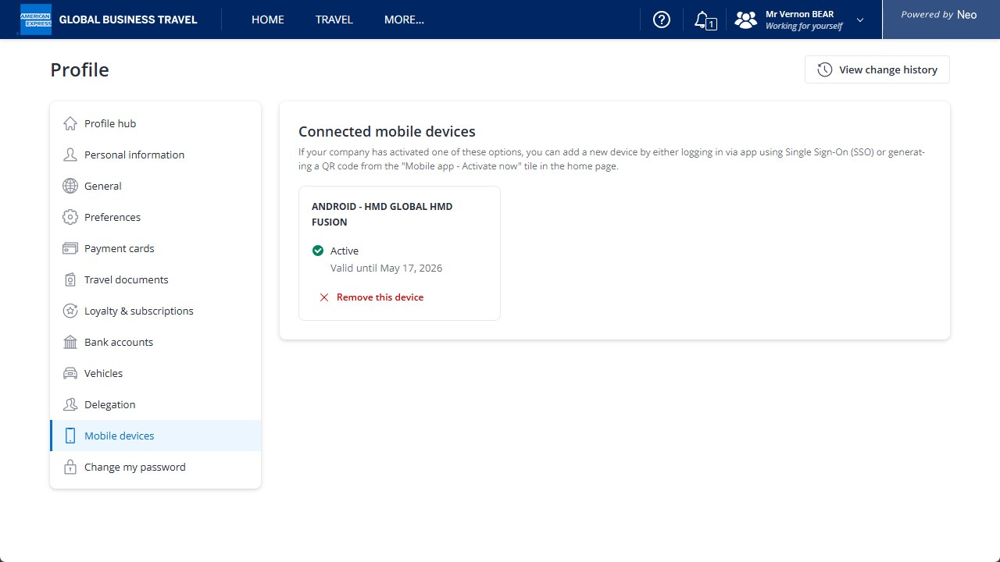 AMERICAN EXPRESS
GLOBAL BUSINESS TRAVEL
HOME
TRAVEL
MORE...
1
Mr Vernon BEAR
Working for yourself
Powered by Neo
Profile
View change history
Profile hub
Personal information
General
Preferences
Payment cards
Travel documents
Loyalty & subscriptions
Bank accounts
Vehicles
Delegation
Mobile devices
Change my password
Connected mobile devices
If your company has activated one of these options, you can add a new device by either logging in via app using Single Sign-On (SSO) or generat-
ing a QR code from the "Mobile app - Activate now" tile in the home page.
ANDROID - HMD GLOBAL HMD
FUSION
Active
Valid until May 17, 2026
Remove this device